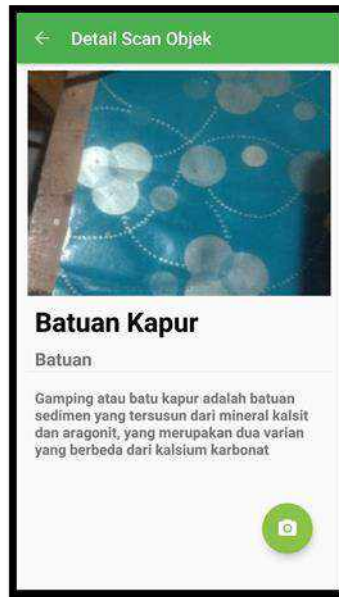 Detail Scan Objek
Batuan Kapur
Batuan
Gamping atau batu kapur adalah batuan
sedimen yang tersusun dari mineral kalsit
dan aragonit, yang merupakan dua varian
yang berbeda dari kalsium karbonat